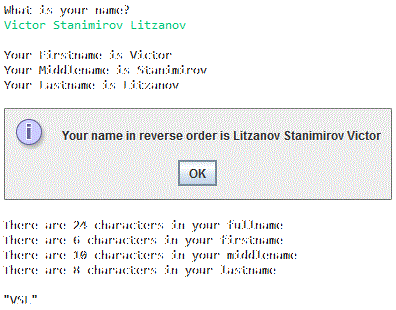 What is your name?
Victor Stanimirov Litzanov
Your Firstname is Victor
Your Middlename is Stanimirov
Your Lastname is Litzanov
Your name in reverse order is Litzanov Stanimirov Victor
OK
There are 24 characters in your fullname
There are 6 characters in your firstname
There are 10 characters in your middlename
There are 8 characters in your lastname
"VSL"